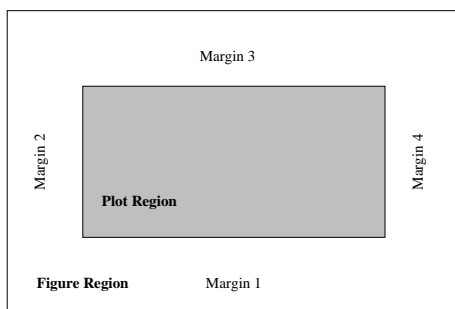 Margin 3
Margin 2
Margin 4
Plot Region
Figure Region
Margin 1